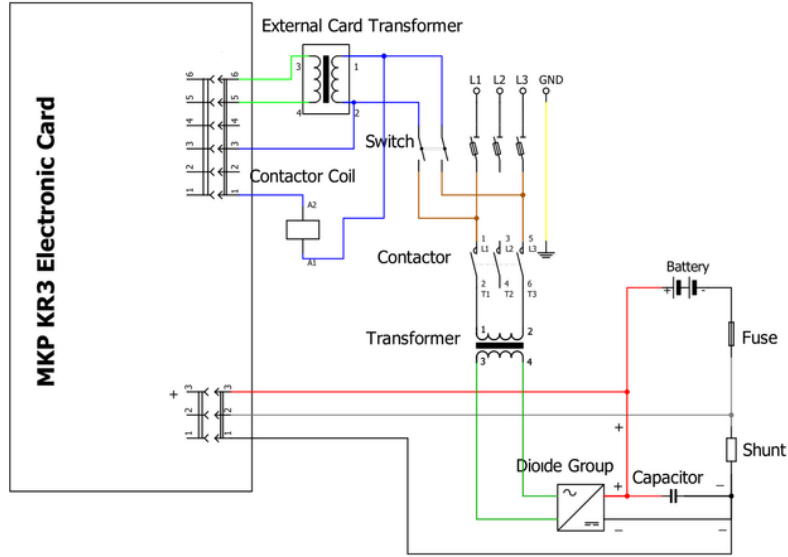 External Card Transformer
3
1
4
2
L1 L2 L3 GND
6
6
5
5
4
4
3
3
2
2
1
1
Switch
Contactor Coil
A2
A1
MKP KR3 Electronic Card
Contactor
1 3 5
L1 L2 L3
2 4 6
T1 T2 T3
Battery
+ -
Transformer
1 2
3 4
Fuse
+
3
3
2
2
1
1
+
Shunt
Dioide Group
Capacitor
+
−
−
−